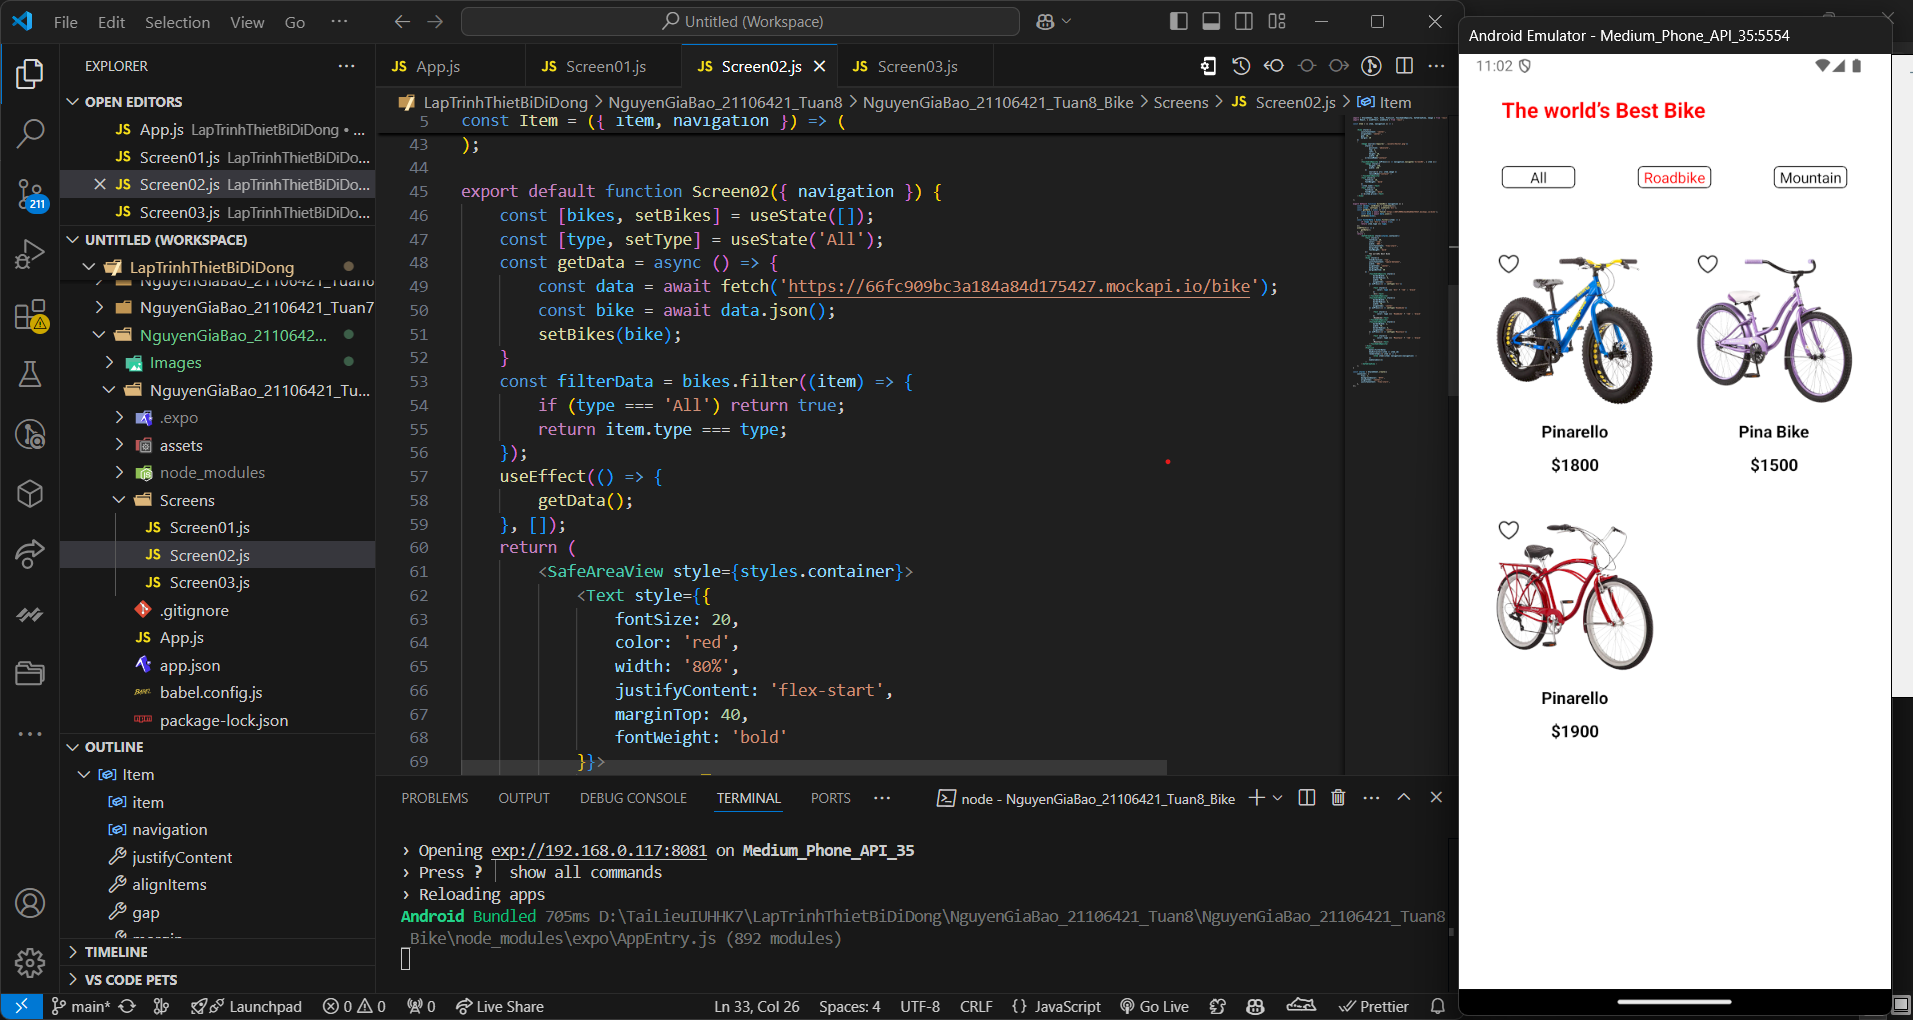 File Edit Selection View Go ···
Untitled (Workspace)
EXPLORER ···
OPEN EDITORS
JS App.js LapTrinhThietBiDiDong • ...
JS Screen01.js LapTrinhThietBiDiDo...
JS Screen02.js LapTrinhThietBiDiDo...
JS Screen03.js LapTrinhThietBiDiDo...
UNTITLED (WORKSPACE)
LapTrinhThietBiDiDong
NguyenGiaBao_21106421_Tuan6
NguyenGiaBao_21106421_Tuan7
NguyenGiaBao_2110642...
Images
NguyenGiaBao_21106421_Tu...
.expo
assets
node_modules
Screens
JS Screen01.js
JS Screen02.js
JS Screen03.js
.gitignore
JS App.js
app.json
babel.config.js
package-lock.json
OUTLINE
Item
item
navigation
justifyContent
alignItems
gap
margin
TIMELINE
VS CODE PETS
211
JS App.js
JS Screen01.js
JS Screen02.js
JS Screen03.js
LapTrinhThietBiDiDong > NguyenGiaBao_21106421_Tuan8 > NguyenGiaBao_21106421_Tuan8_Bike > Screens > JS Screen02.js > Item
5 const Item = ({ item, navigation }) => (
43 );
44
45 export default function Screen02({ navigation }) {
46 const [bikes, setBikes] = useState([]);
47 const [type, setType] = useState('All');
48 const getData = async () => {
49 const data = await fetch('https://66fc909bc3a184a84d175427.mockapi.io/bike');
50 const bike = await data.json();
51 setBikes(bike);
52 }
53 const filterData = bikes.filter((item) => {
54 if (type === 'All') return true;
55 return item.type === type;
56 });
57 useEffect(() => {
58 getData();
59 }, []);
60 return (
61 <SafeAreaView style={styles.container}>
62 <Text style={{
63 fontSize: 20,
64 color: 'red',
65 width: '80%',
66 justifyContent: 'flex-start',
67 marginTop: 40,
68 fontWeight: 'bold'
69 }}>
PROBLEMS OUTPUT DEBUG CONSOLE TERMINAL PORTS ···
node - NguyenGiaBao_21106421_Tuan8_Bike
› Opening exp://192.168.0.117:8081 on Medium_Phone_API_35
› Press ? │ show all commands
› Reloading apps
Android Bundled 705ms D:\TaiLieuIUHHK7\LapTrinhThietBiDiDong\NguyenGiaBao_21106421_Tuan8\NguyenGiaBao_21106421_Tuan8
_Bike\node_modules\expo\AppEntry.js (892 modules)
main* Launchpad 0 0 0 Live Share
Ln 33, Col 26 Spaces: 4 UTF-8 CRLF {} JavaScript Go Live Prettier
Android Emulator - Medium_Phone_API_35:5554
11:02
The world’s Best Bike
All Roadbike Mountain
Pinarello
$1800
Pina Bike
$1500
Pinarello
$1900